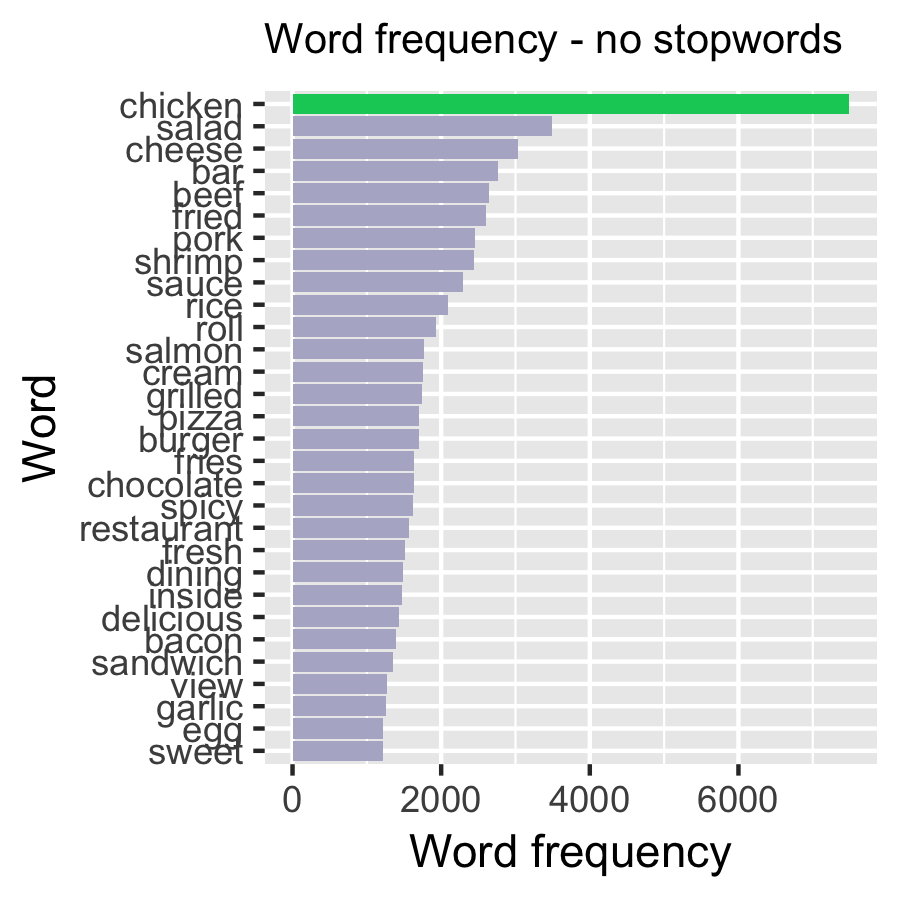 Word frequency - no stopwords
chicken
salad
cheese
bar
beef
fried
pork
shrimp
sauce
rice
roll
salmon
cream
grilled
pizza
burger
fries
chocolate
spicy
restaurant
fresh
dining
inside
delicious
bacon
sandwich
view
garlic
egg
sweet
Word
0 2000 4000 6000
Word frequency